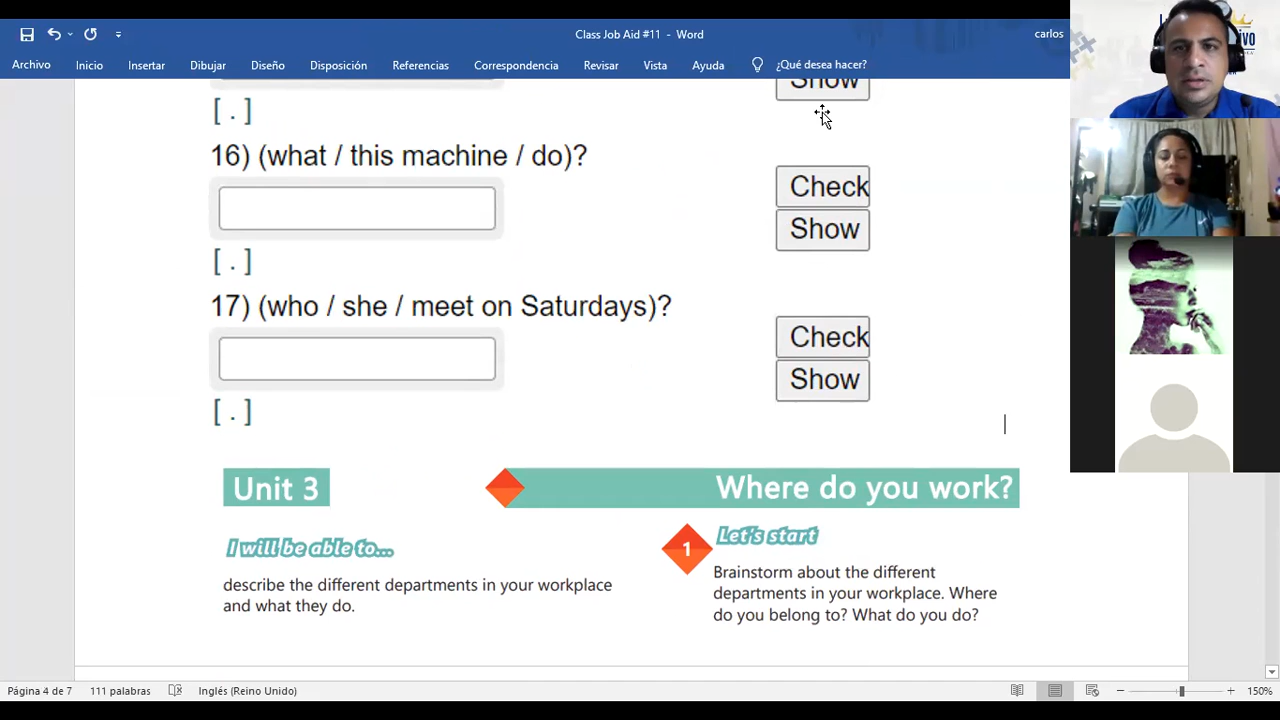 Class Job Aid #11 - Word
carlos
Archivo Inicio Insertar Dibujar Diseño Disposición Referencias Correspondencia Revisar Vista Ayuda ¿Qué desea hacer?
Show
[ . ]
16) (what / this machine / do)?
Check
Show
[ . ]
17) (who / she / meet on Saturdays)?
Check
Show
[ . ]
Unit 3
Where do you work?
I will be able to...
describe the different departments in your workplace
and what they do.
1
Let's start
Brainstorm about the different
departments in your workplace. Where
do you belong to? What do you do?
Página 4 de 7 111 palabras Inglés (Reino Unido) 150%